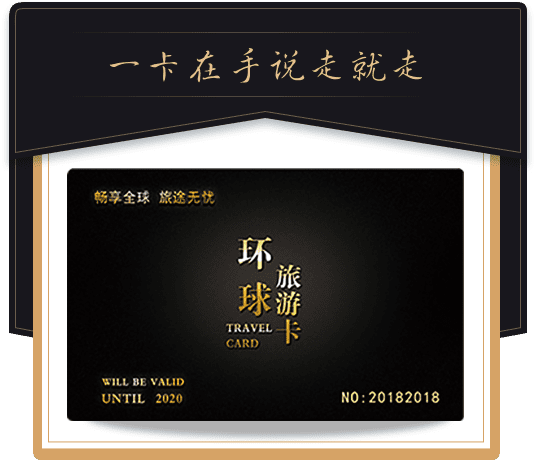 一卡在手说走就走
畅享全球 旅途无忧
环球
旅游卡
TRAVEL
CARD
WILL BE VALID
UNTIL 2020
NO:20182018